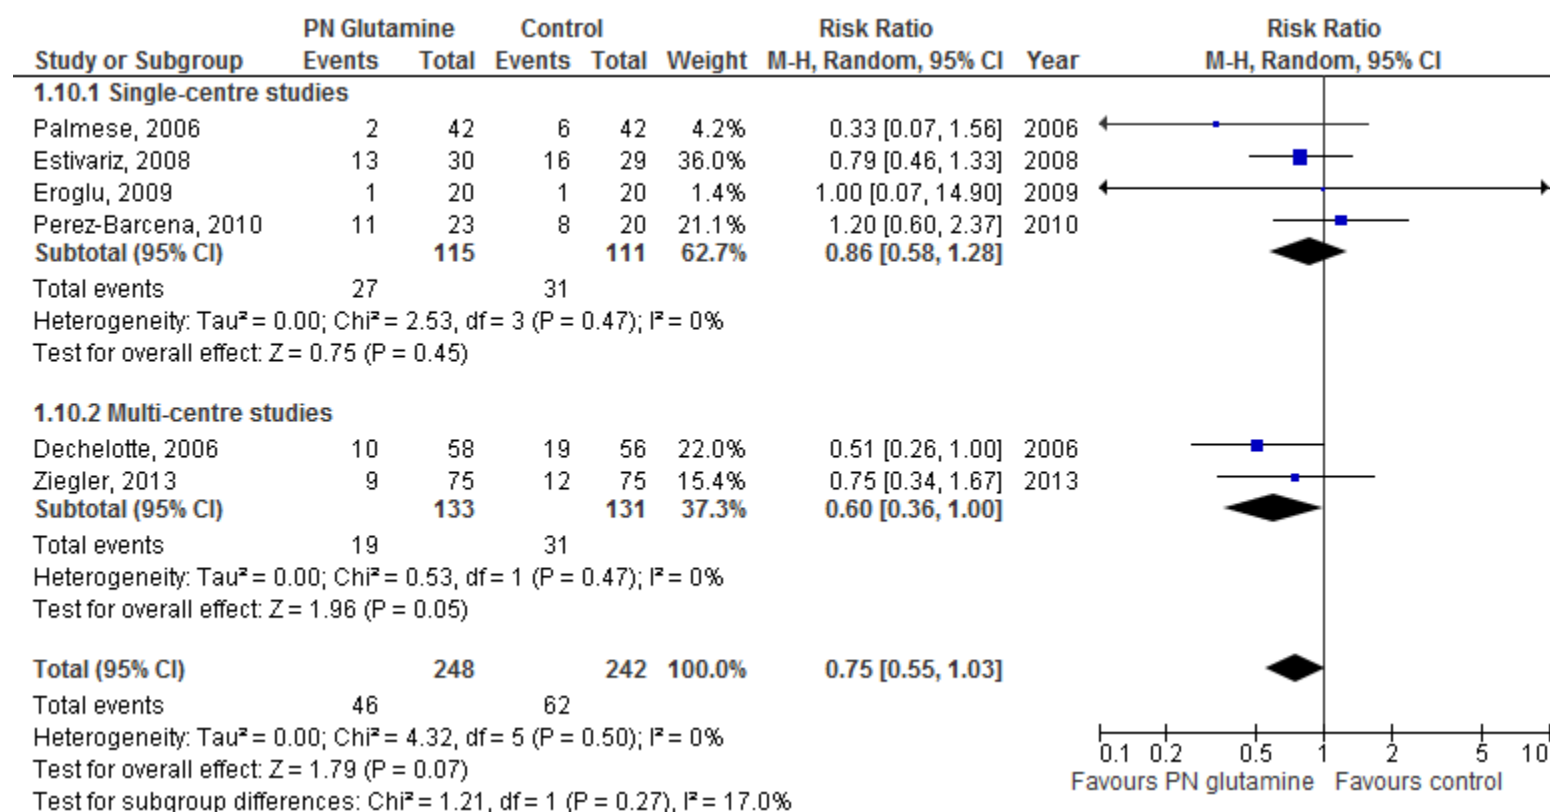 PN Glutamine Control Risk Ratio Risk Ratio
Study or Subgroup Events Total Events Total Weight M-H, Random, 95% CI Year M-H, Random, 95% CI
1.10.1 Single-centre studies
Palmese, 2006 2 42 6 42 4.2% 0.33 [0.07, 1.56] 2006
Estivariz, 2008 13 30 16 29 36.0% 0.79 [0.46, 1.33] 2008
Eroglu, 2009 1 20 1 20 1.4% 1.00 [0.07, 14.90] 2009
Perez-Barcena, 2010 11 23 8 20 21.1% 1.20 [0.60, 2.37] 2010
Subtotal (95% CI) 115 111 62.7% 0.86 [0.58, 1.28]
Total events 27 31
Heterogeneity: Tau² = 0.00; Chi² = 2.53, df = 3 (P = 0.47); I² = 0%
Test for overall effect: Z = 0.75 (P = 0.45)
1.10.2 Multi-centre studies
Dechelotte, 2006 10 58 19 56 22.0% 0.51 [0.26, 1.00] 2006
Ziegler, 2013 9 75 12 75 15.4% 0.75 [0.34, 1.67] 2013
Subtotal (95% CI) 133 131 37.3% 0.60 [0.36, 1.00]
Total events 19 31
Heterogeneity: Tau² = 0.00; Chi² = 0.53, df = 1 (P = 0.47); I² = 0%
Test for overall effect: Z = 1.96 (P = 0.05)
Total (95% CI) 248 242 100.0% 0.75 [0.55, 1.03]
Total events 46 62
Heterogeneity: Tau² = 0.00; Chi² = 4.32, df = 5 (P = 0.50); I² = 0%
Test for overall effect: Z = 1.79 (P = 0.07)
Test for subgroup differences: Chi² = 1.21, df = 1 (P = 0.27), I² = 17.0%
0.1 0.2 0.5 1 2 5 10
Favours PN glutamine Favours control